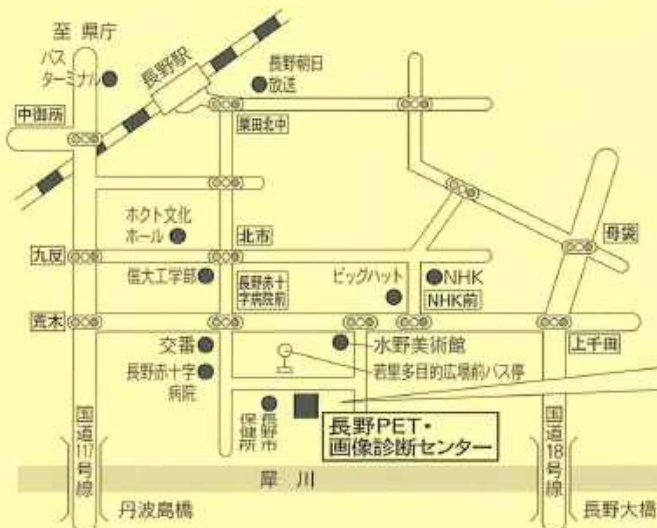 至 県庁
バス
ターミナル
長野駅
長野朝日
放送
中御所
栗田北中
ホクト文化
ホール
北市
母袋
九反
信大工学部
長野赤十
字病院前
ビッグハット
NHK
NHK前
荒木
交番
水野美術館
上千田
長野赤十字
病院
若里多目的広場前バス停
長野市
保健所
長野PET・
画像診断センター
国道117号線
国道18号線
犀 川
丹波島橋
長野大橋